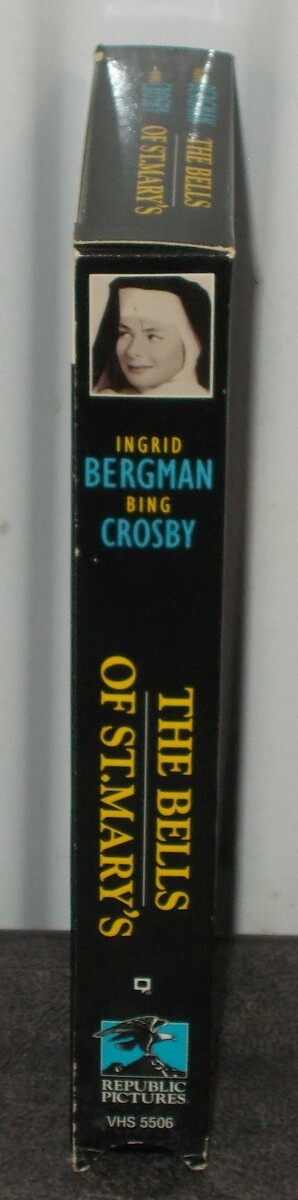 THE BELLS
OF ST.MARY'S
INGRID
BERGMAN
BING
CROSBY
THE BELLS
OF ST.MARY'S
REPUBLIC
PICTURES
VHS 5506